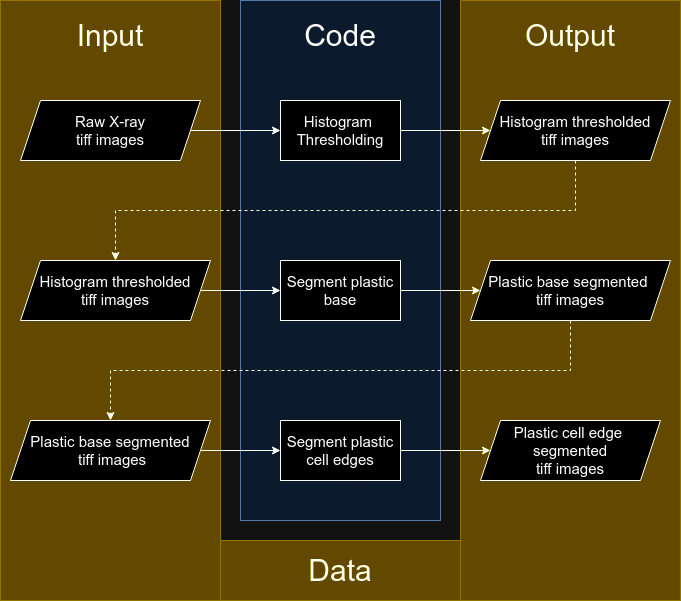 Input
Code
Output
Raw X-ray
tiff images
Histogram
Thresholding
Histogram thresholded
tiff images
Histogram thresholded
tiff images
Segment plastic
base
Plastic base segmented
tiff images
Plastic base segmented
tiff images
Segment plastic
cell edges
Plastic cell edge
segmented
tiff images
Data